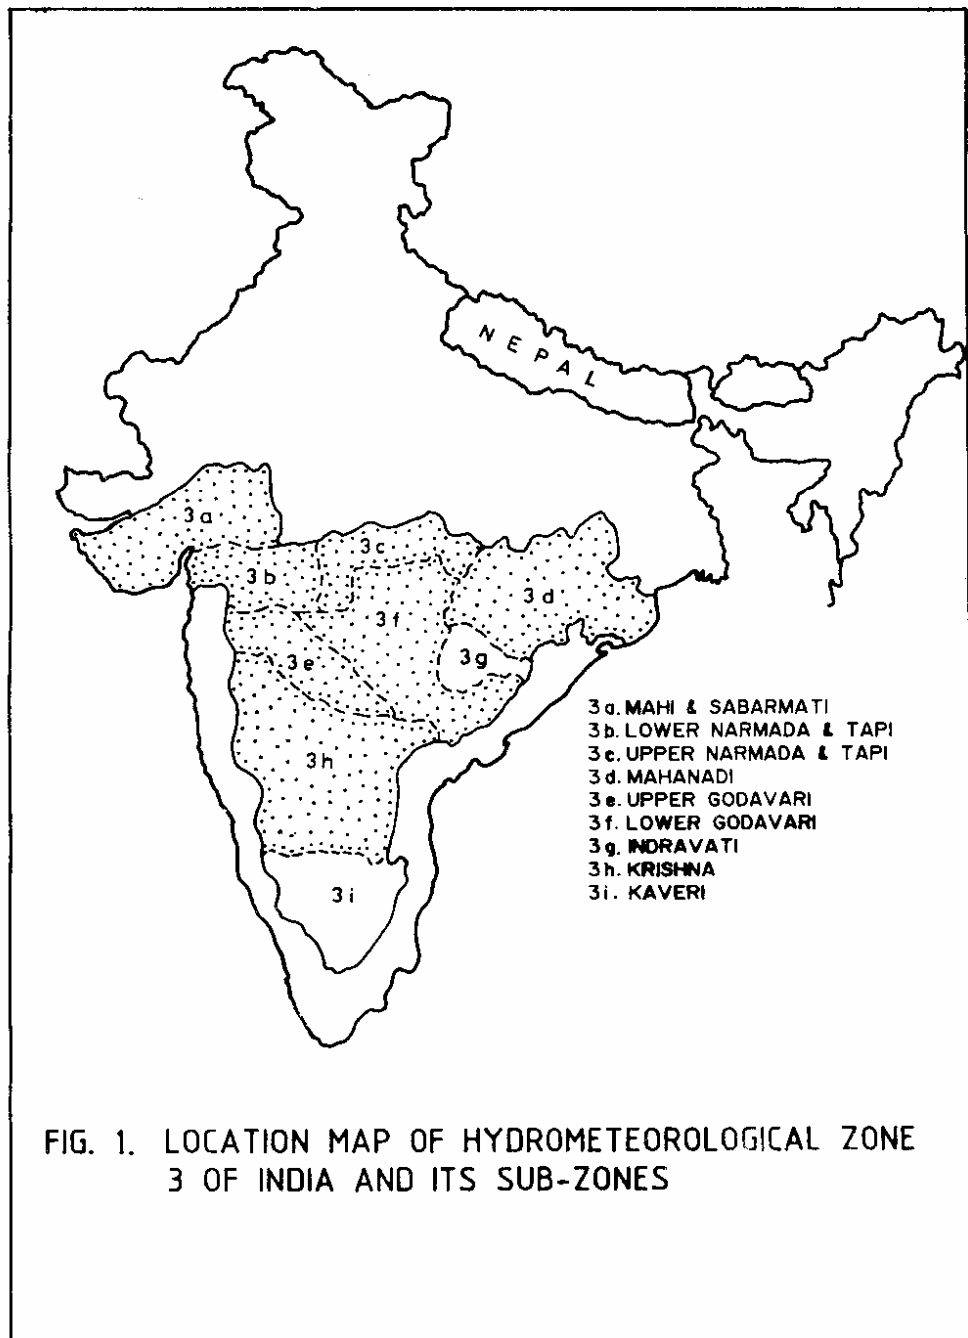 NEPAL
3a
3c
3b
3d
3f
3e
3g
3h
3i
3a. MAHI & SABARMATI
3b. LOWER NARMADA & TAPI
3c. UPPER NARMADA & TAPI
3d. MAHANADI
3e. UPPER GODAVARI
3f. LOWER GODAVARI
3g. INDRAVATI
3h. KRISHNA
3i. KAVERI
FIG. 1. LOCATION MAP OF HYDROMETEOROLOGICAL ZONE
3 OF INDIA AND ITS SUB-ZONES